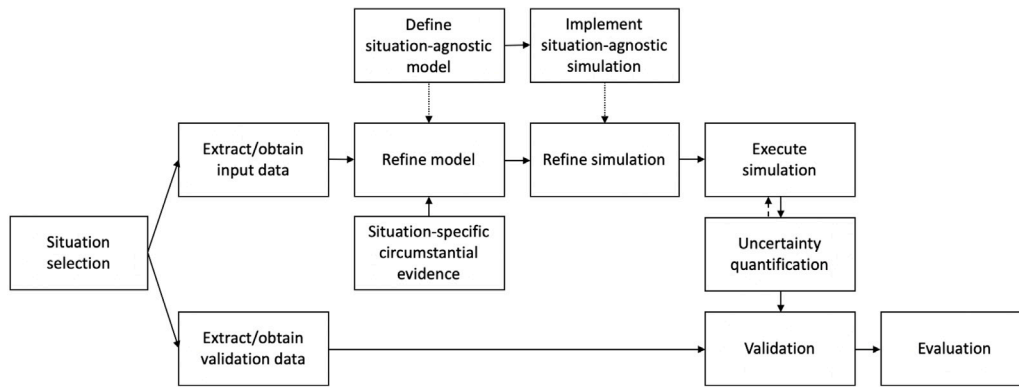 Define
situation-agnostic
model
Implement
situation-agnostic
simulation
Extract/obtain
input data
Refine model
Refine simulation
Execute
simulation
Situation
selection
Situation-specific
circumstantial
evidence
Uncertainty
quantification
Extract/obtain
validation data
Validation
Evaluation